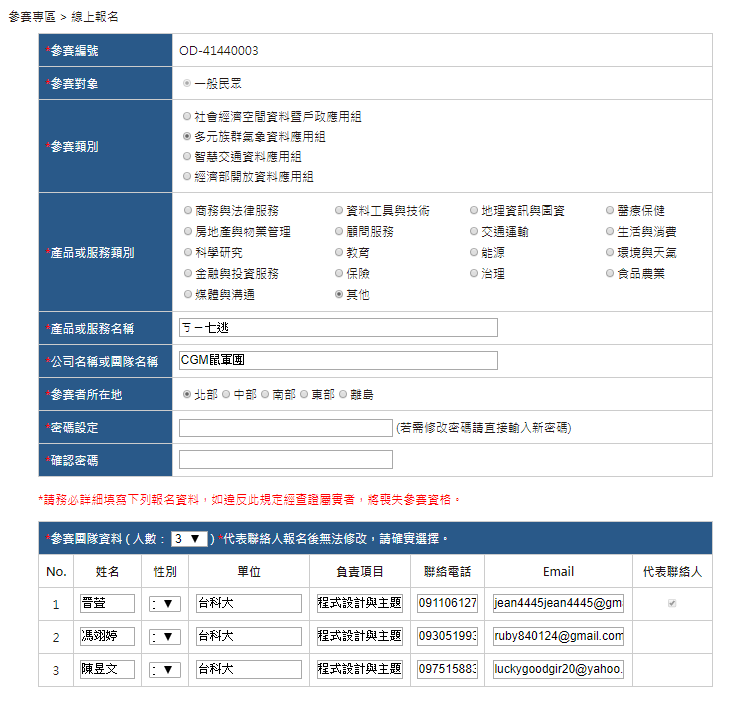 參賽專區 > 線上報名
*參賽編號 OD-41440003
*參賽對象 一般民眾
*參賽類別 社會經濟空間資料暨戶政應用組
多元族群氣象資料應用組
智慧交通資料應用組
經濟部開放資料應用組
*產品或服務類別 商務與法律服務 資料工具與技術 地理資訊與圖資 醫療保健
房地產與物業管理 顧問服務 交通運輸 生活與消費
科學研究 教育 能源 環境與天氣
金融與投資服務 保險 治理 食品農業
媒體與溝通 其他
*產品或服務名稱 ㄎㄧ七逃
*公司名稱或團隊名稱 CGM鼠軍團
*參賽者所在地 北部 中部 南部 東部 離島
*密碼設定 (若需修改密碼請直接輸入新密碼)
*確認密碼
*請務必詳細填寫下列報名資料，如違反此規定經查證屬實者，將喪失參賽資格。
*參賽團隊資料 ( 人數： 3 ▼ ) *代表聯絡人報名後無法修改，請確實選擇。
No. 姓名 性別 單位 負責項目 聯絡電話 Email 代表聯絡人
1 晉萱 : ▼ 台科大 程式設計與主題 091106127 jean4445jean4445@gm
2 馮翊婷 : ▼ 台科大 程式設計與主題 093051993 ruby840124@gmail.com
3 陳昱文 : ▼ 台科大 程式設計與主題 097515883 luckygoodgir20@yahoo.